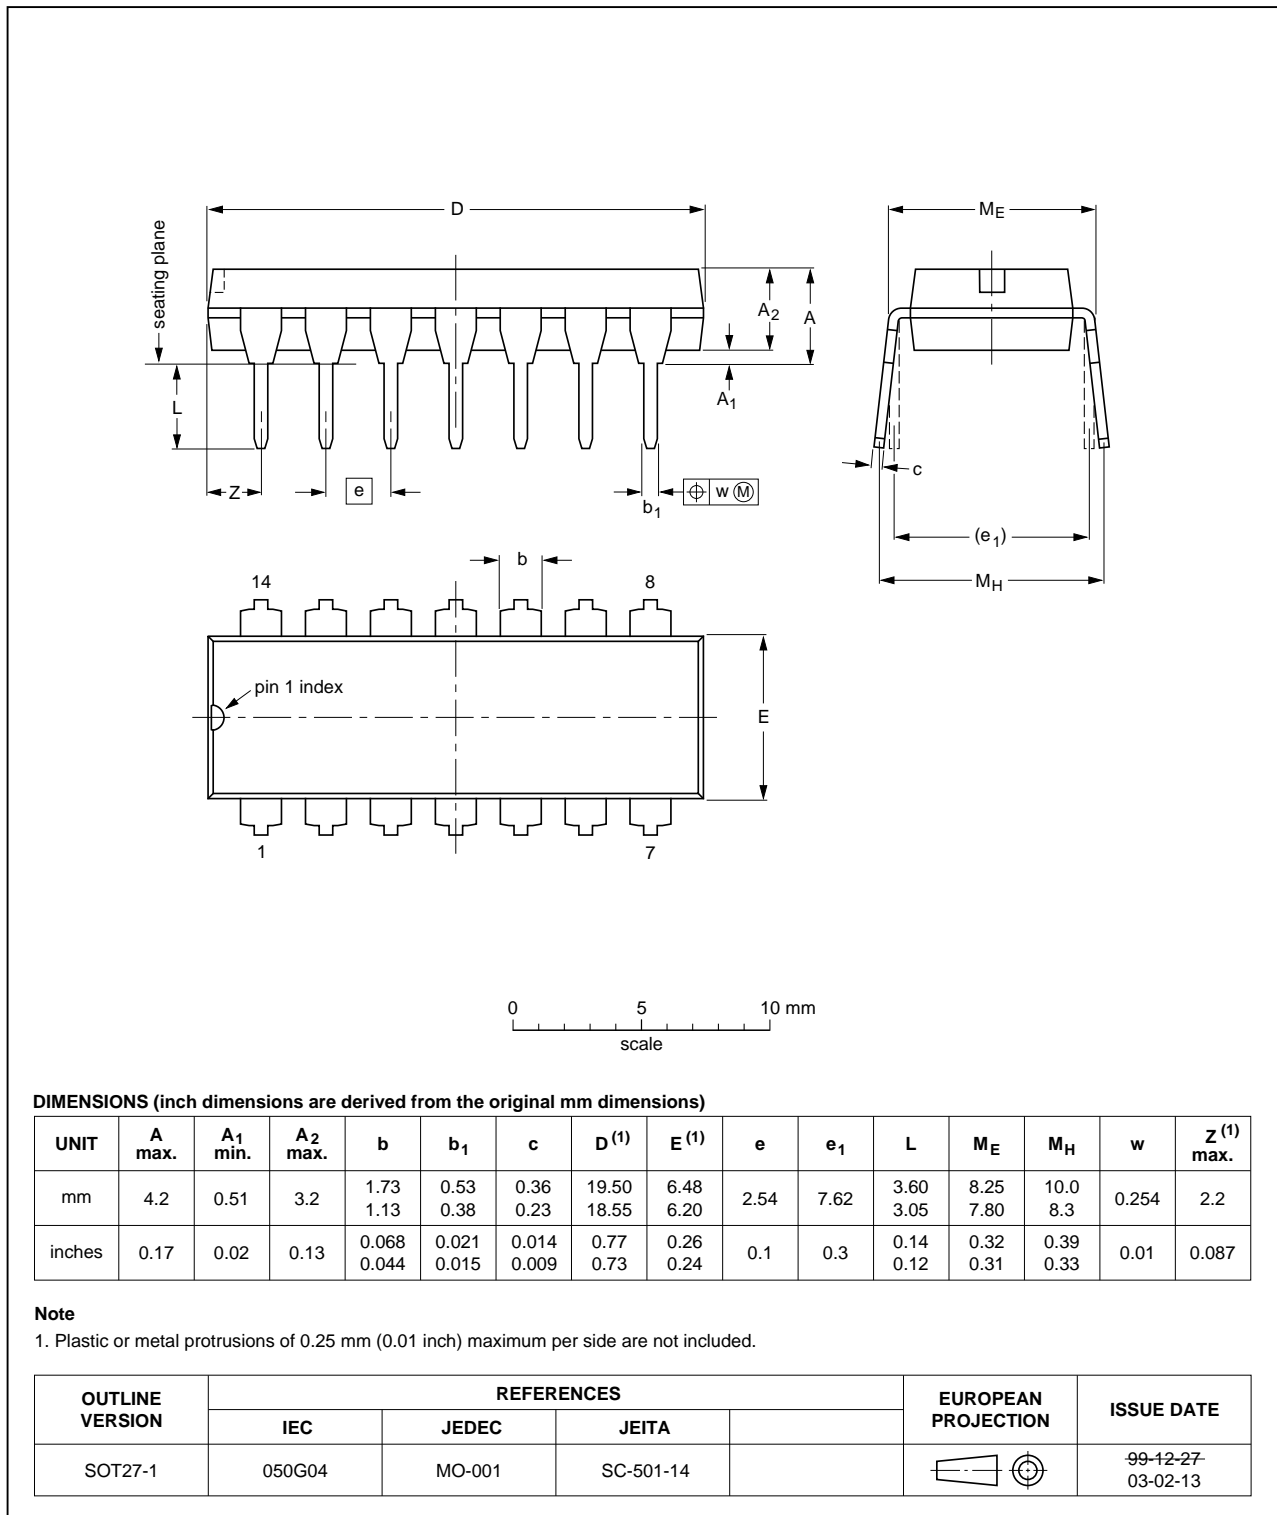 D
ME
seating plane
A2
A
A1
L
c
Z
e
b1
w M
(e1)
MH
b
14
8
pin 1 index
E
1
7
0 5 10 mm
scale
DIMENSIONS (inch dimensions are derived from the original mm dimensions)
UNIT A max. A1 min. A2 max. b b1 c D(1) E(1) e e1 L ME MH w Z(1) max.
mm 4.2 0.51 3.2 1.73 1.13 0.53 0.38 0.36 0.23 19.50 18.55 6.48 6.20 2.54 7.62 3.60 3.05 8.25 7.80 10.0 8.3 0.254 2.2
inches 0.17 0.02 0.13 0.068 0.044 0.021 0.015 0.014 0.009 0.77 0.73 0.26 0.24 0.1 0.3 0.14 0.12 0.32 0.31 0.39 0.33 0.01 0.087
Note
1. Plastic or metal protrusions of 0.25 mm (0.01 inch) maximum per side are not included.
OUTLINE VERSION REFERENCES EUROPEAN PROJECTION ISSUE DATE
IEC JEDEC JEITA
SOT27-1 050G04 MO-001 SC-501-14 99-12-27
03-02-13